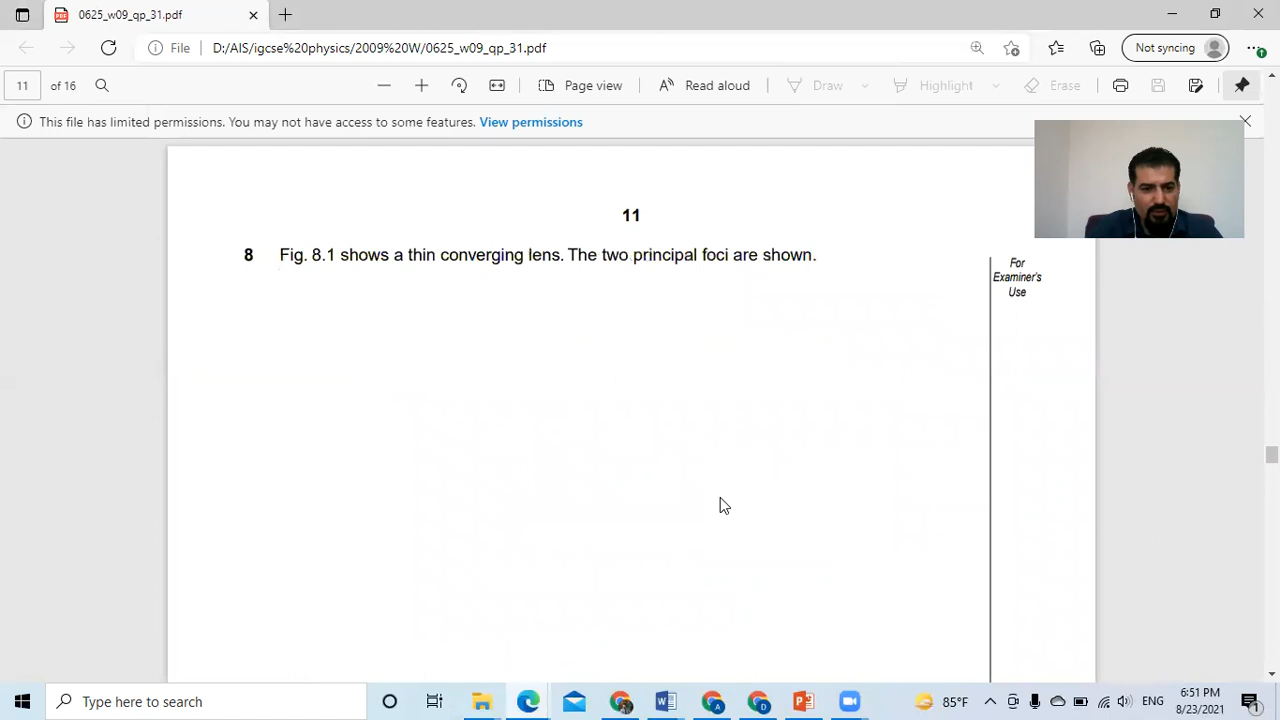 0625_w09_qp_31.pdf
File
D:/AIS/igcse%20physics/2009%20W/0625_w09_qp_31.pdf
Not syncing
11 of 16
Page view
Read aloud
Draw
Highlight
Erase
This file has limited permissions. You may not have access to some features. View permissions
11
8 Fig. 8.1 shows a thin converging lens. The two principal foci are shown.
For
Examiner's
Use
Type here to search
85°F
ENG
6:51 PM
8/23/2021